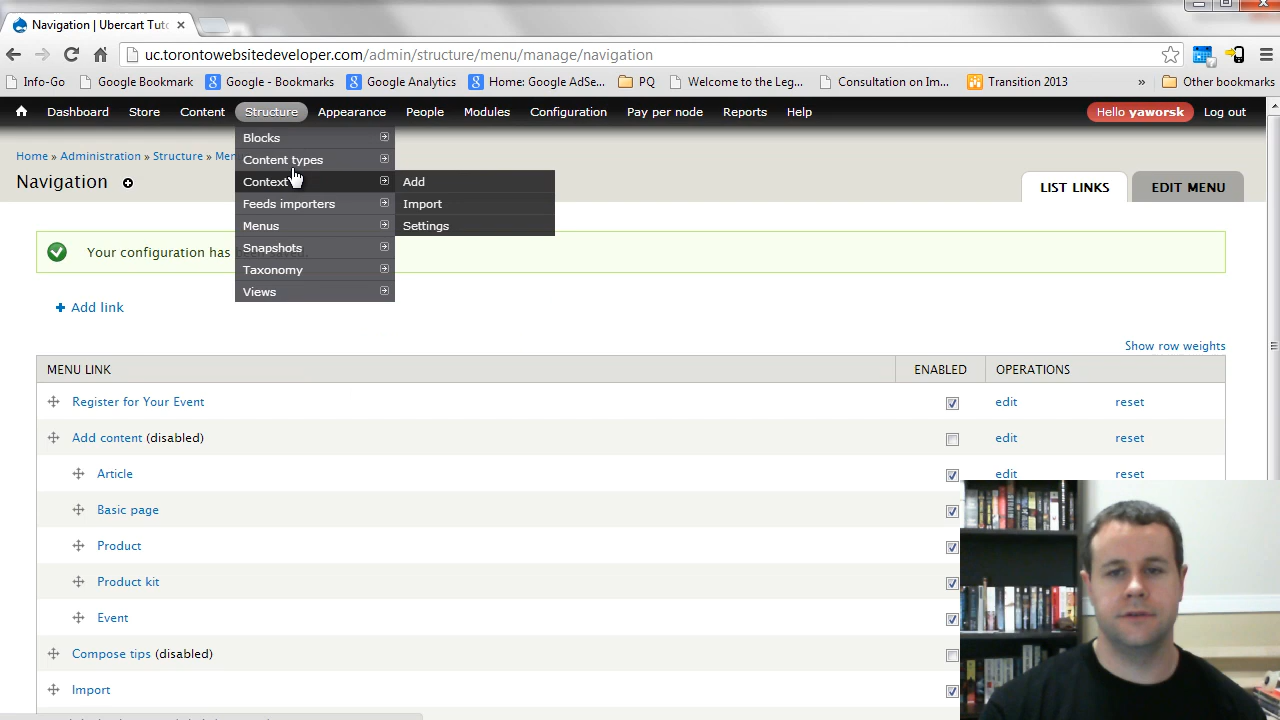 Navigation | Ubercart Tuto
uc.torontowebsitedeveloper.com/admin/structure/menu/manage/navigation
Info-Go Google Bookmark Google - Bookmarks Google Analytics Home: Google AdSe... PQ Welcome to the Leg... Consultation on Im... Transition 2013 » Other bookmarks
Dashboard Store Content Structure Appearance People Modules Configuration Pay per node Reports Help Hello yaworsk Log out
Blocks
Home » Administration » Structure » Men
Content types
Navigation
Context
Add
LIST LINKS
EDIT MENU
Feeds importers
Import
Menus
Settings
Snapshots
Your configuration has been saved.
Taxonomy
Views
Add link
Show row weights
MENU LINK ENABLED OPERATIONS
Register for Your Event edit reset
Add content (disabled) edit reset
Article edit reset
Basic page
Product
Product kit
Event
Compose tips (disabled)
Import